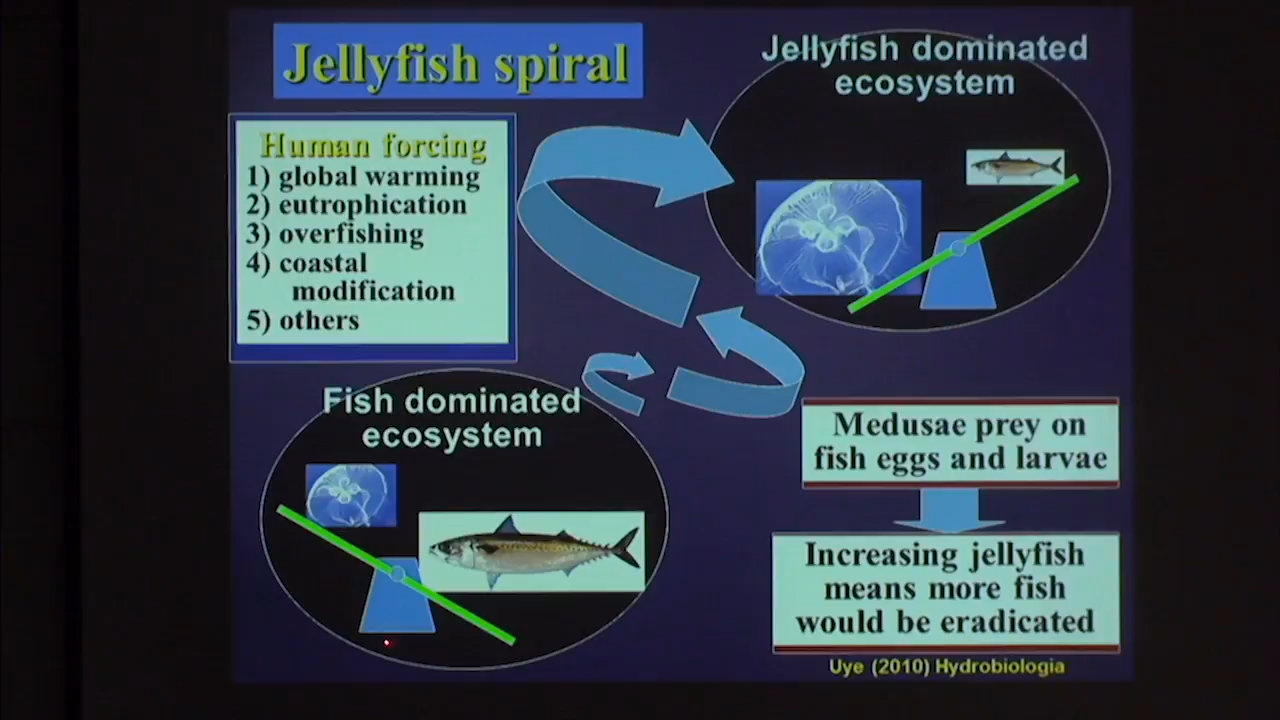 Jellyfish spiral
Jellyfish dominated
ecosystem
Human forcing
1) global warming
2) eutrophication
3) overfishing
4) coastal
modification
5) others
Fish dominated
ecosystem
Medusae prey on
fish eggs and larvae
Increasing jellyfish
means more fish
would be eradicated
Uye (2010) Hydrobiologia